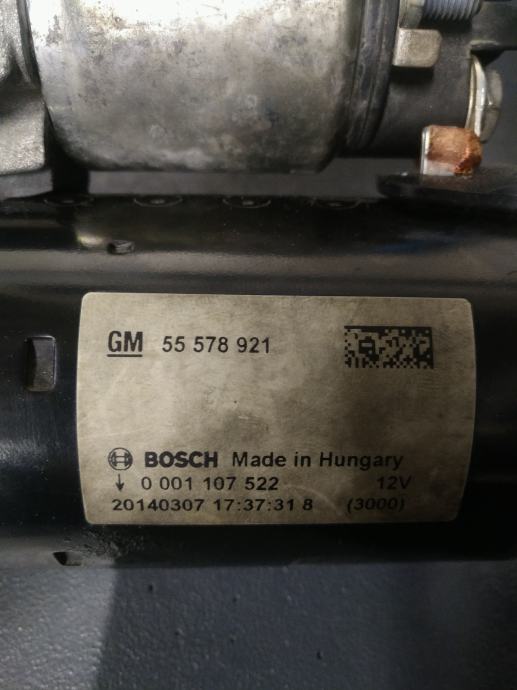 GM 55 578 921
BOSCH Made in Hungary
0 001 107 522 12V
20140307 17:37:31 8 (3000)